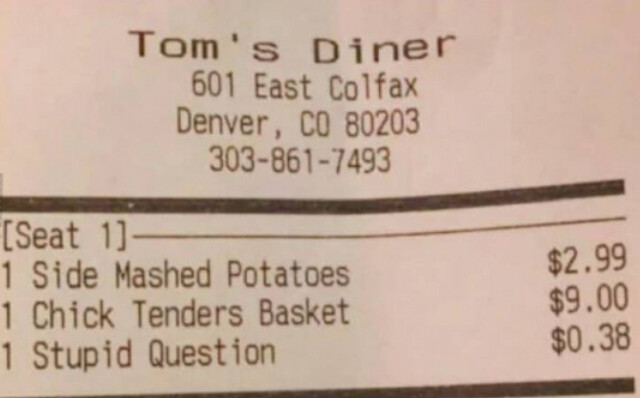 Tom's Diner
601 East Colfax
Denver, CO 80203
303-861-7493
[Seat 1]
1 Side Mashed Potatoes $2.99
1 Chick Tenders Basket $9.00
1 Stupid Question $0.38